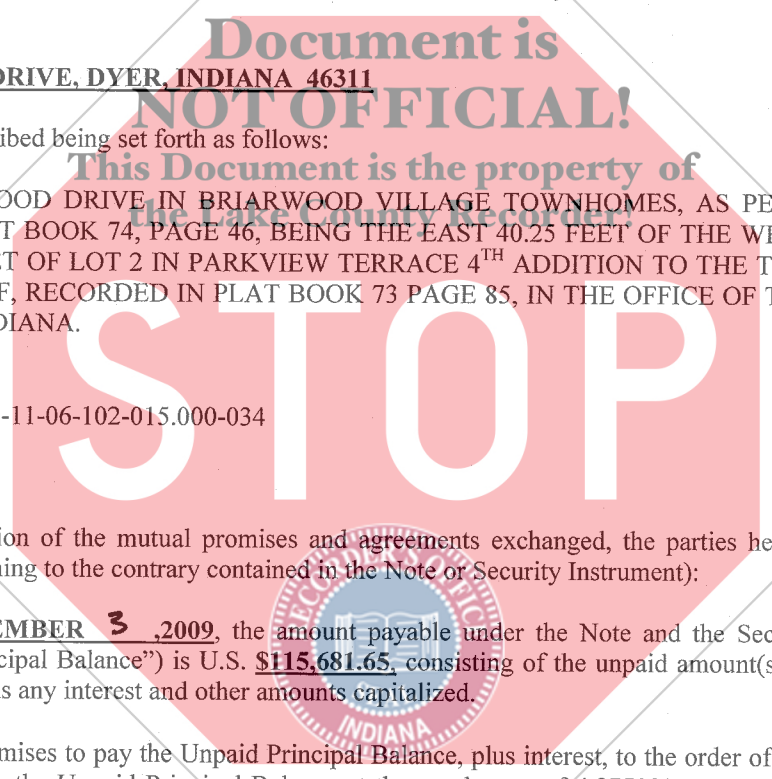 Document is
DRIVE, DYER, INDIANA 46311
NOT OFFICIAL!
ibed being set forth as follows:
This Document is the property of
OOD DRIVE IN BRIARWOOD VILLAGE TOWNHOMES, AS PE
the Lake County Recorder!
T BOOK 74, PAGE 46, BEING THE EAST 40.25 FEET OF THE WE
T OF LOT 2 IN PARKVIEW TERRACE 4TH ADDITION TO THE T
F, RECORDED IN PLAT BOOK 73 PAGE 85, IN THE OFFICE OF T
DIANA.
STOP
-11-06-102-015.000-034
ion of the mutual promises and agreements exchanged, the parties he
ning to the contrary contained in the Note or Security Instrument):
RECORDER'S OFFICE
EMBER 3 ,2009, the amount payable under the Note and the Sec
cipal Balance") is U.S. $115,681.65, consisting of the unpaid amount(s
s any interest and other amounts capitalized.
INDIANA
mises to pay the Unpaid Principal Balance, plus interest, to the order of